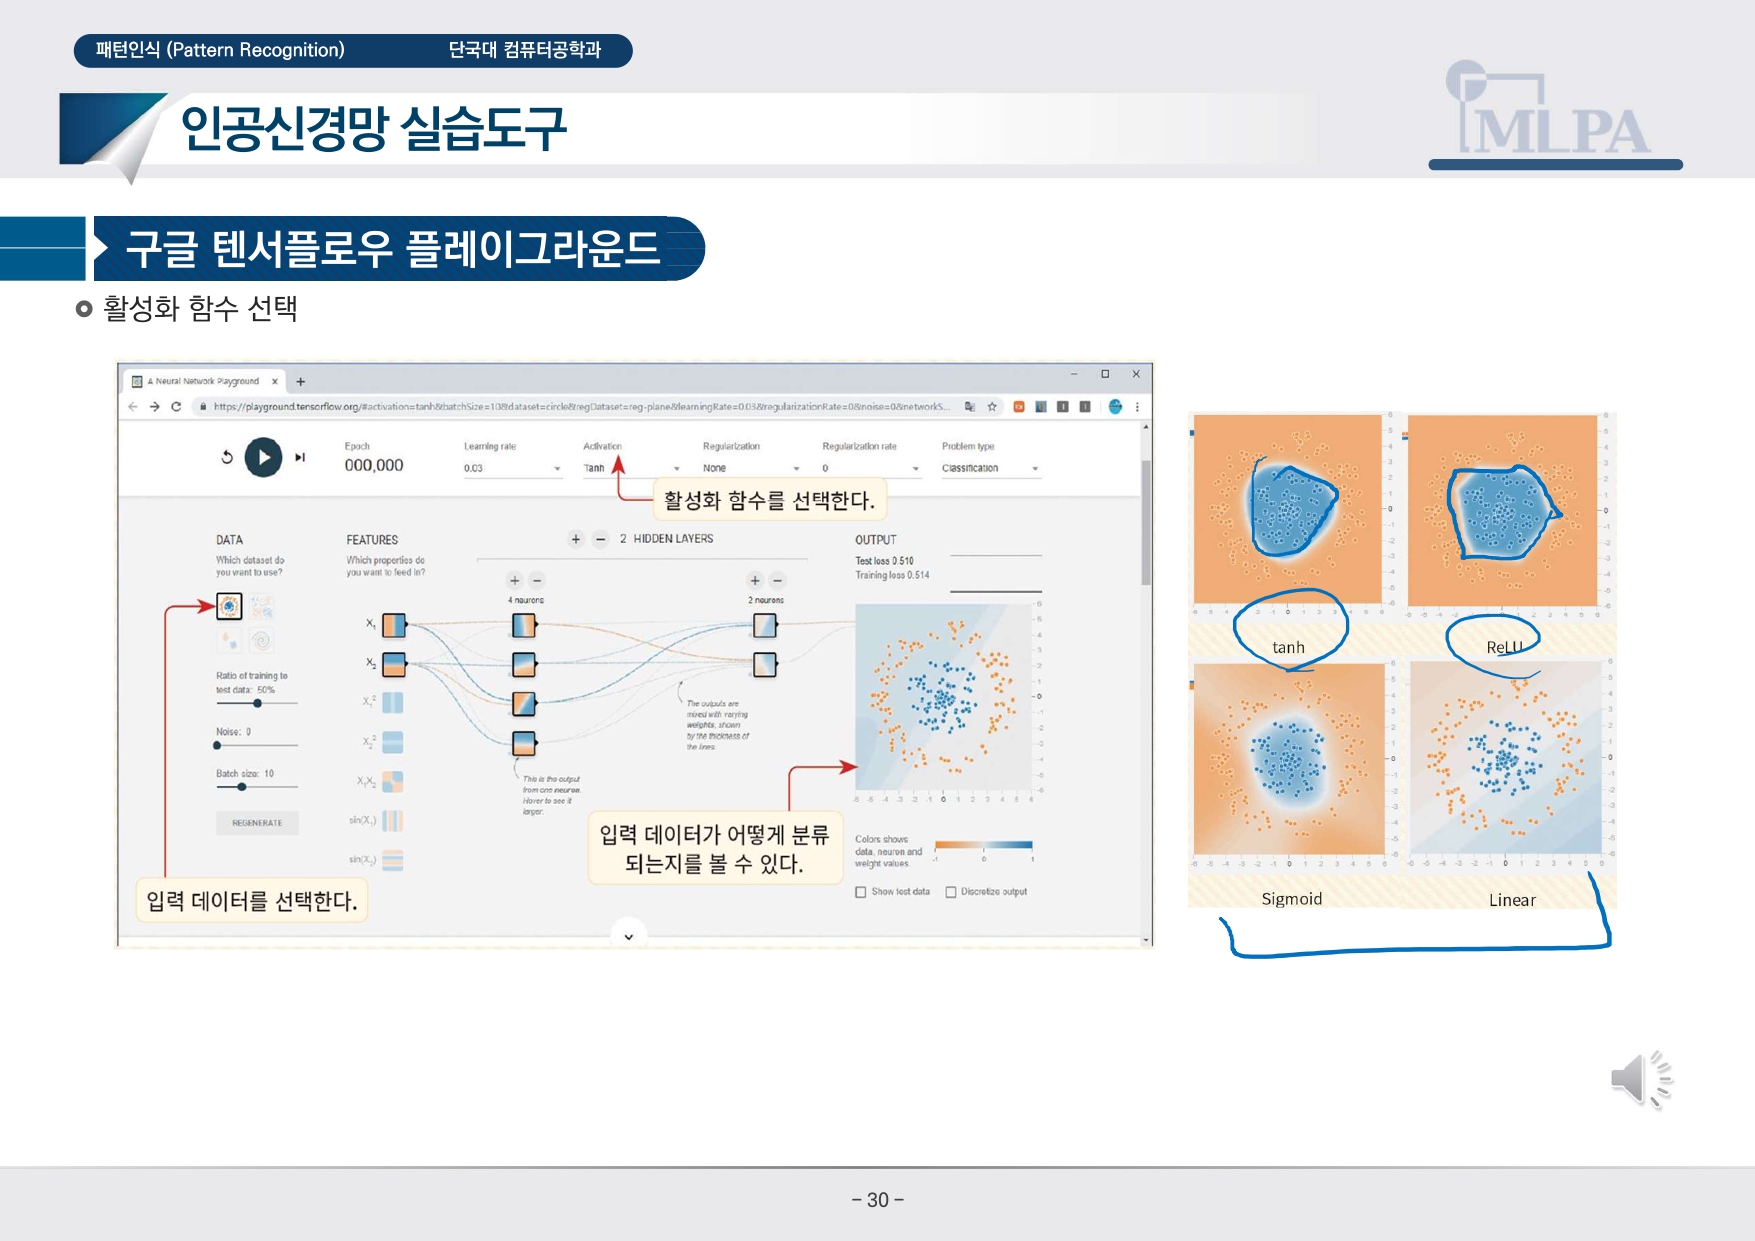 패턴인식 (Pattern Recognition) 단국대 컴퓨터공학과
인공신경망 실습도구
MLPA
구글 텐서플로우 플레이그라운드
활성화 함수 선택
A Neural Network Playground
https://playground.tensorflow.org/#activation=tanh&batchSize=10&dataset=circle&regDataset=reg-plane&learningRate=0.03&regularizationRate=0&noise=0&networkS...
Epoch
000,000
Learning rate
0.03
Activation
Tanh
Regularization
None
Regularization rate
0
Problem type
Classification
활성화 함수를 선택한다.
DATA
Which dataset do
you want to use?
Ratio of training to
test data: 50%
Noise: 0
Batch size: 10
REGENERATE
입력 데이터를 선택한다.
FEATURES
Which properties do
you want to feed in?
X₁
X₂
X₁²
X₂²
X₁X₂
sin(X₁)
sin(X₂)
+ − 2 HIDDEN LAYERS
+ −
4 neurons
+ −
2 neurons
This is the output
from one neuron.
Hover to see it
larger.
The outputs are
mixed with varying
weights, shown
by the thickness of
the lines.
OUTPUT
Test loss 0.510
Training loss 0.514
입력 데이터가 어떻게 분류
되는지를 볼 수 있다.
Colors shows
data, neuron and
weight values.
-1 0 1
Show test data
Discretize output
tanh
ReLU
Sigmoid
Linear
- 30 -